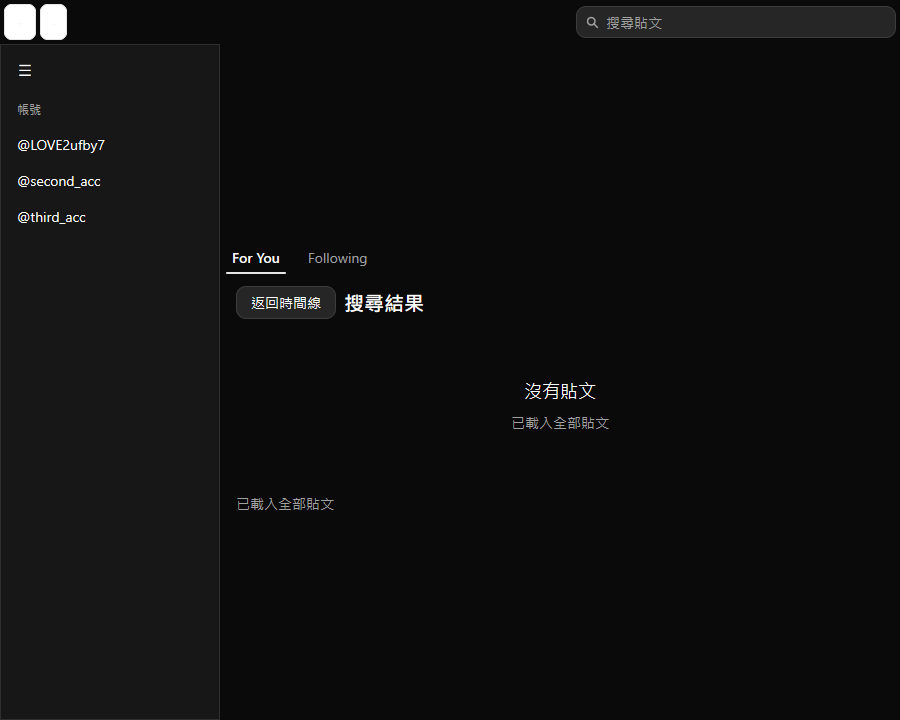 搜尋貼文
帳號
@LOVE2ufby7
@second_acc
@third_acc
For You
Following
返回時間線
搜尋結果
沒有貼文
已載入全部貼文
已載入全部貼文